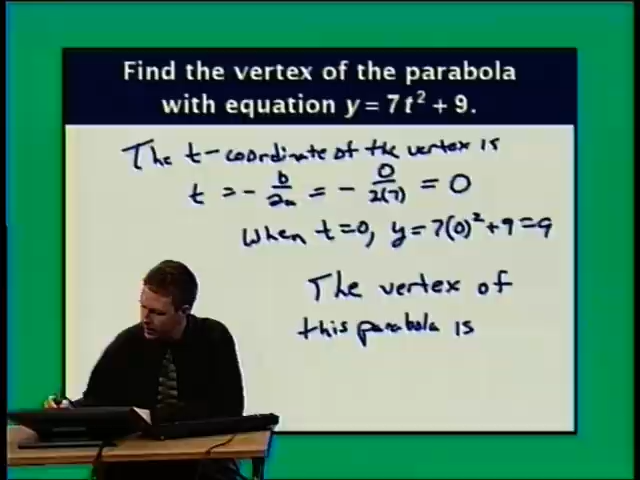 Find the vertex of the parabola
with equation y = 7t² + 9.
The t-coordinate of the vertex is
t = - b/2a = - 0/2(7) = 0
When t=0, y=7(0)²+9=9
The vertex of
this parabola is